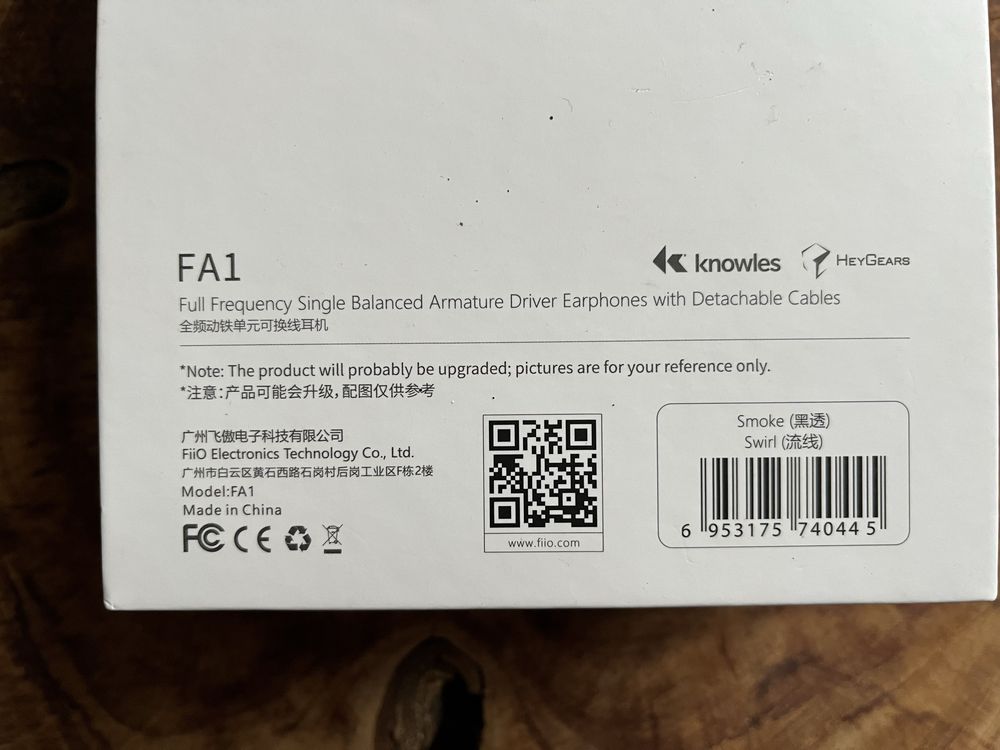 FA1
knowles
HEYGEARS
Full Frequency Single Balanced Armature Driver Earphones with Detachable Cables
全频动铁单元可换线耳机
*Note: The product will probably be upgraded; pictures are for your reference only.
*注意：产品可能会升级，配图仅供参考
广州飞傲电子科技有限公司
FiiO Electronics Technology Co., Ltd.
广州市白云区黄石西路石岗村后岗工业区F栋2楼
Model:FA1
Made in China
FC CE
www.fiio.com
Smoke (黑透)
Swirl (流线)
6 953175 740445